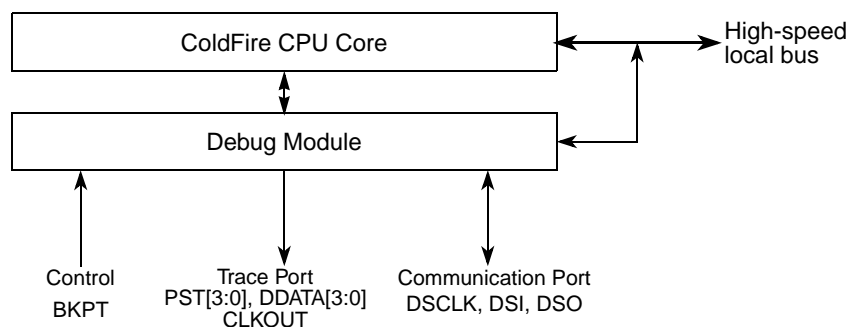 ColdFire CPU Core
High-speed
local bus
Debug Module
Control
BKPT
Trace Port
PST[3:0], DDATA[3:0]
CLKOUT
Communication Port
DSCLK, DSI, DSO